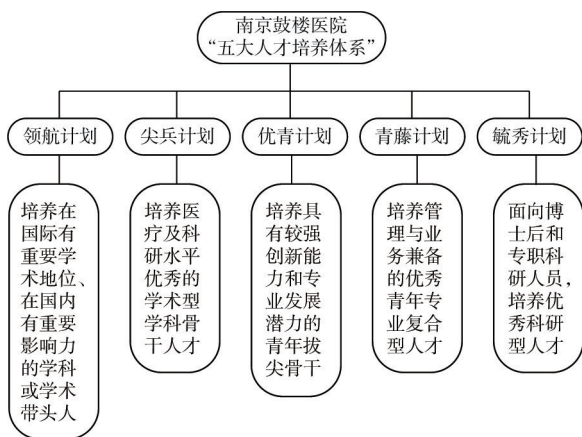 南京鼓楼医院
“五大人才培养体系”
领航计划
尖兵计划
优青计划
青藤计划
毓秀计划
培养在
国际有
重要学
术地位、
在国内
有重要
影响力
的学科
或学术
带头人
培养医
疗及科
研水平
优秀的
学术型
学科骨
干人才
培养具
有较强
创新能
力和专
业发展
潜力的
青年拔
尖骨干
培养管
理与业
务兼备
的优秀
青年专
业复合
型人才
面向博
士后和
专职科
研人员，
培养优
秀科研
型人才